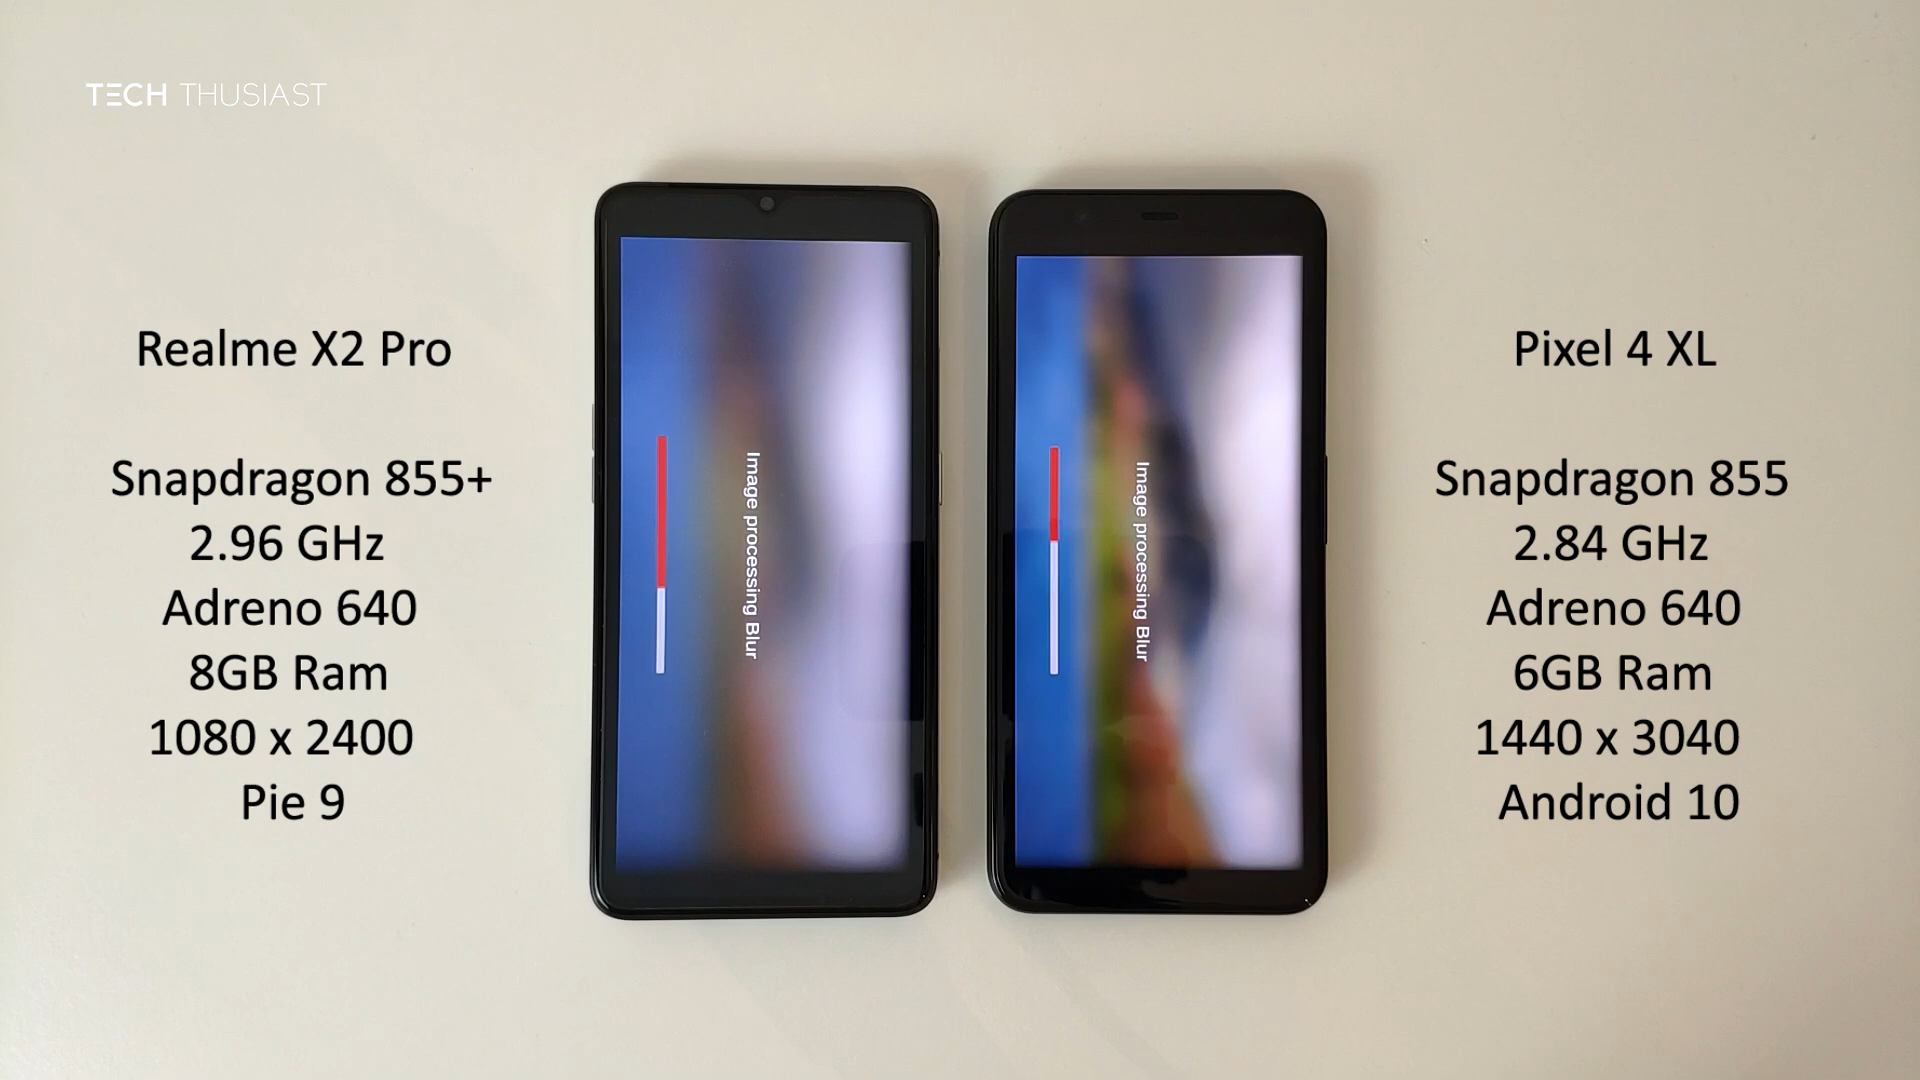 TECH THUSIAST
Realme X2 Pro
Snapdragon 855+
2.96 GHz
Adreno 640
8GB Ram
1080 x 2400
Pie 9
Image processing Blur
Image processing Blur
Pixel 4 XL
Snapdragon 855
2.84 GHz
Adreno 640
6GB Ram
1440 x 3040
Android 10